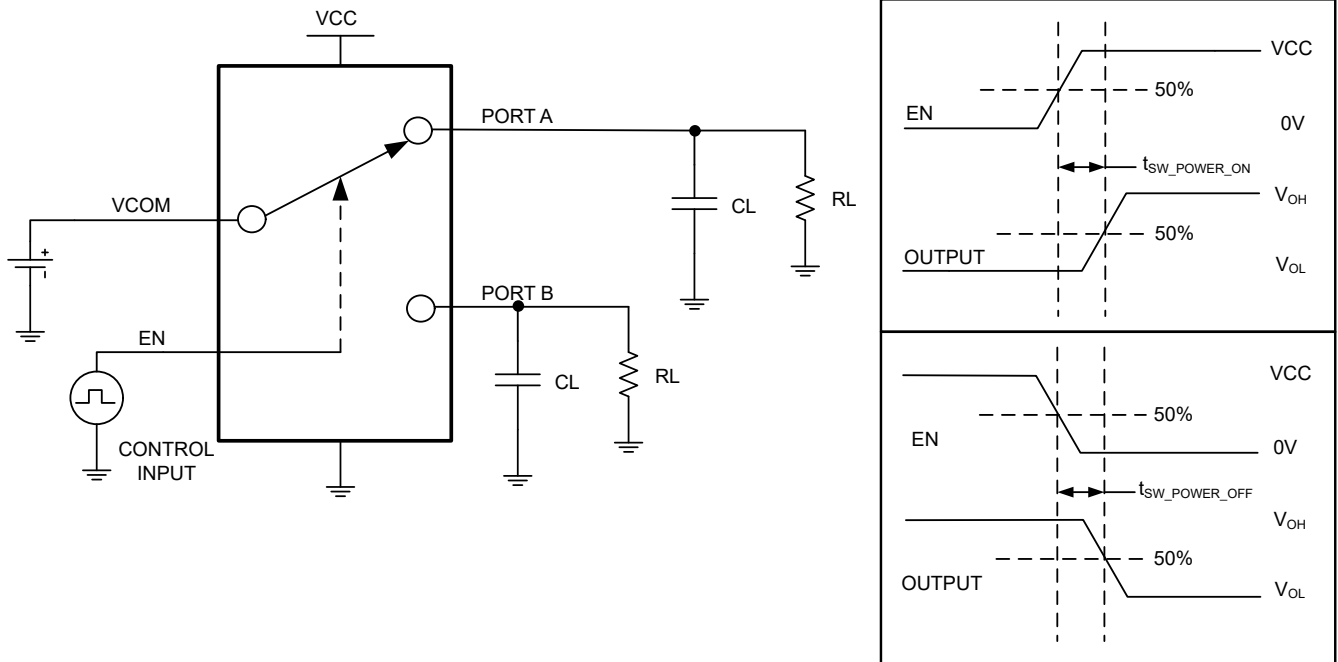 VCC
PORT A
VCOM
CL
RL
PORT B
EN
CL
RL
CONTROL
INPUT
+
-
VCC
50%
EN
0V
tSW_POWER_ON
VOH
50%
OUTPUT
VOL
VCC
50%
EN
0V
tSW_POWER_OFF
VOH
50%
OUTPUT
VOL